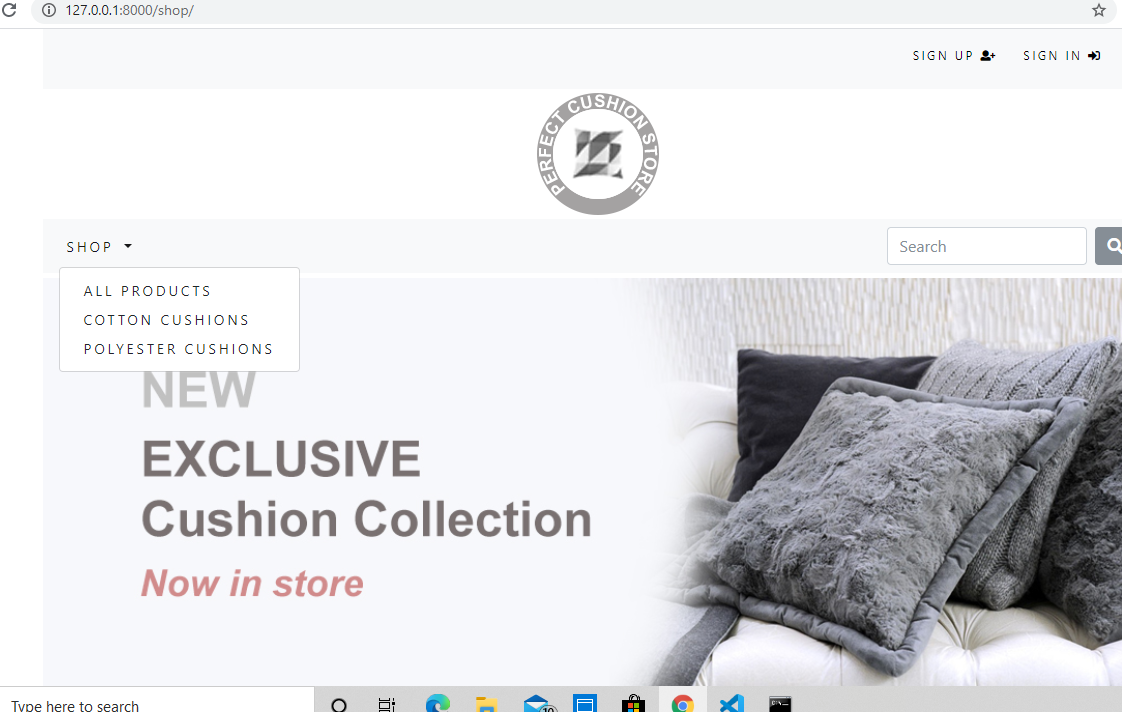 127.0.0.1:8000/shop/
SIGN UP SIGN IN
PERFECT CUSHION STORE
SHOP
Search
ALL PRODUCTS
COTTON CUSHIONS
POLYESTER CUSHIONS
NEW
EXCLUSIVE
Cushion Collection
Now in store
Type here to search
10